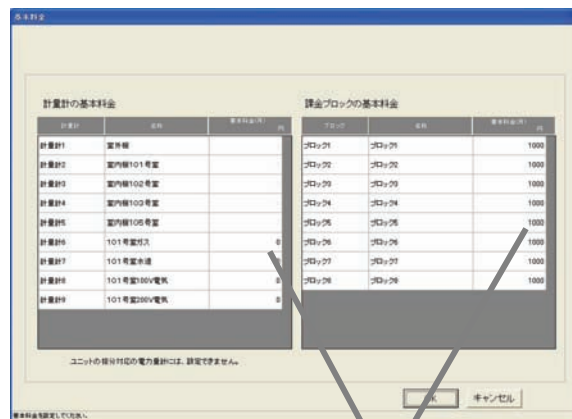 基本料金
計量計の基本料金
計量計 名称 基本料金(月) 円
計量計1 室外機
計量計2 室内機101号室
計量計3 室内機102号室
計量計4 室内機103号室
計量計5 室内機105号室
計量計6 101号室ガス 0
計量計7 101号室水道
計量計8 101号室100V電気 0
計量計9 101号室200V電気 0
ユニットの按分対応の電力量計には、設定できません。
課金ブロックの基本料金
ブロック 名称 基本料金(月) 円
ブロック1 ブロック1 1000
ブロック2 ブロック2 1000
ブロック3 ブロック3 1000
ブロック4 ブロック4 1000
ブロック5 ブロック5 1000
ブロック6 ブロック6 1000
ブロック7 ブロック7 1000
ブロック8 ブロック8 1000
OK キャンセル
基本料金を設定してください。